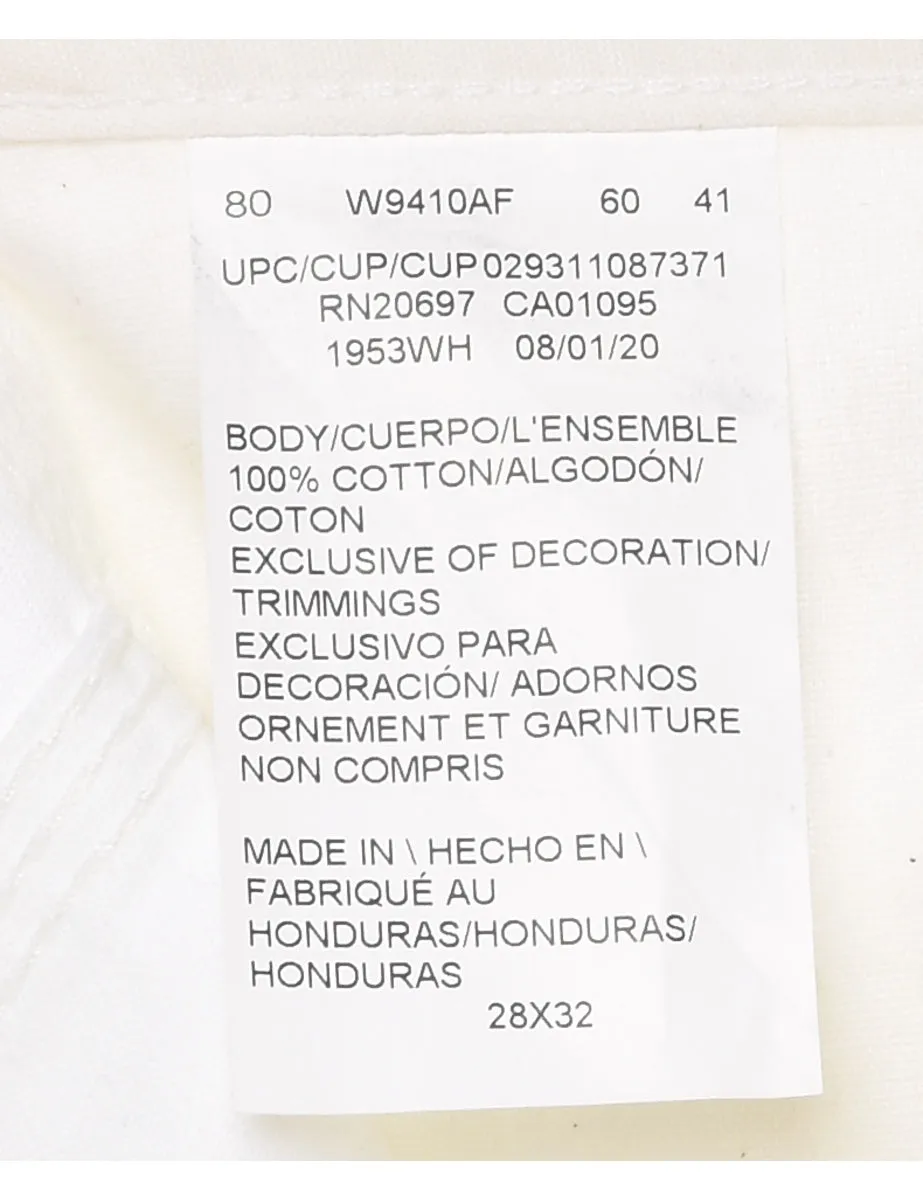 80 W9410AF 60 41
UPC/CUP/CUP029311087371
RN20697 CA01095
1953WH 08/01/20
BODY/CUERPO/L'ENSEMBLE
100% COTTON/ALGODÓN/
COTON
EXCLUSIVE OF DECORATION/
TRIMMINGS
EXCLUSIVO PARA
DECORACIÓN/ ADORNOS
ORNEMENT ET GARNITURE
NON COMPRIS
MADE IN \ HECHO EN \
FABRIQUÉ AU
HONDURAS/HONDURAS/
HONDURAS
28X32